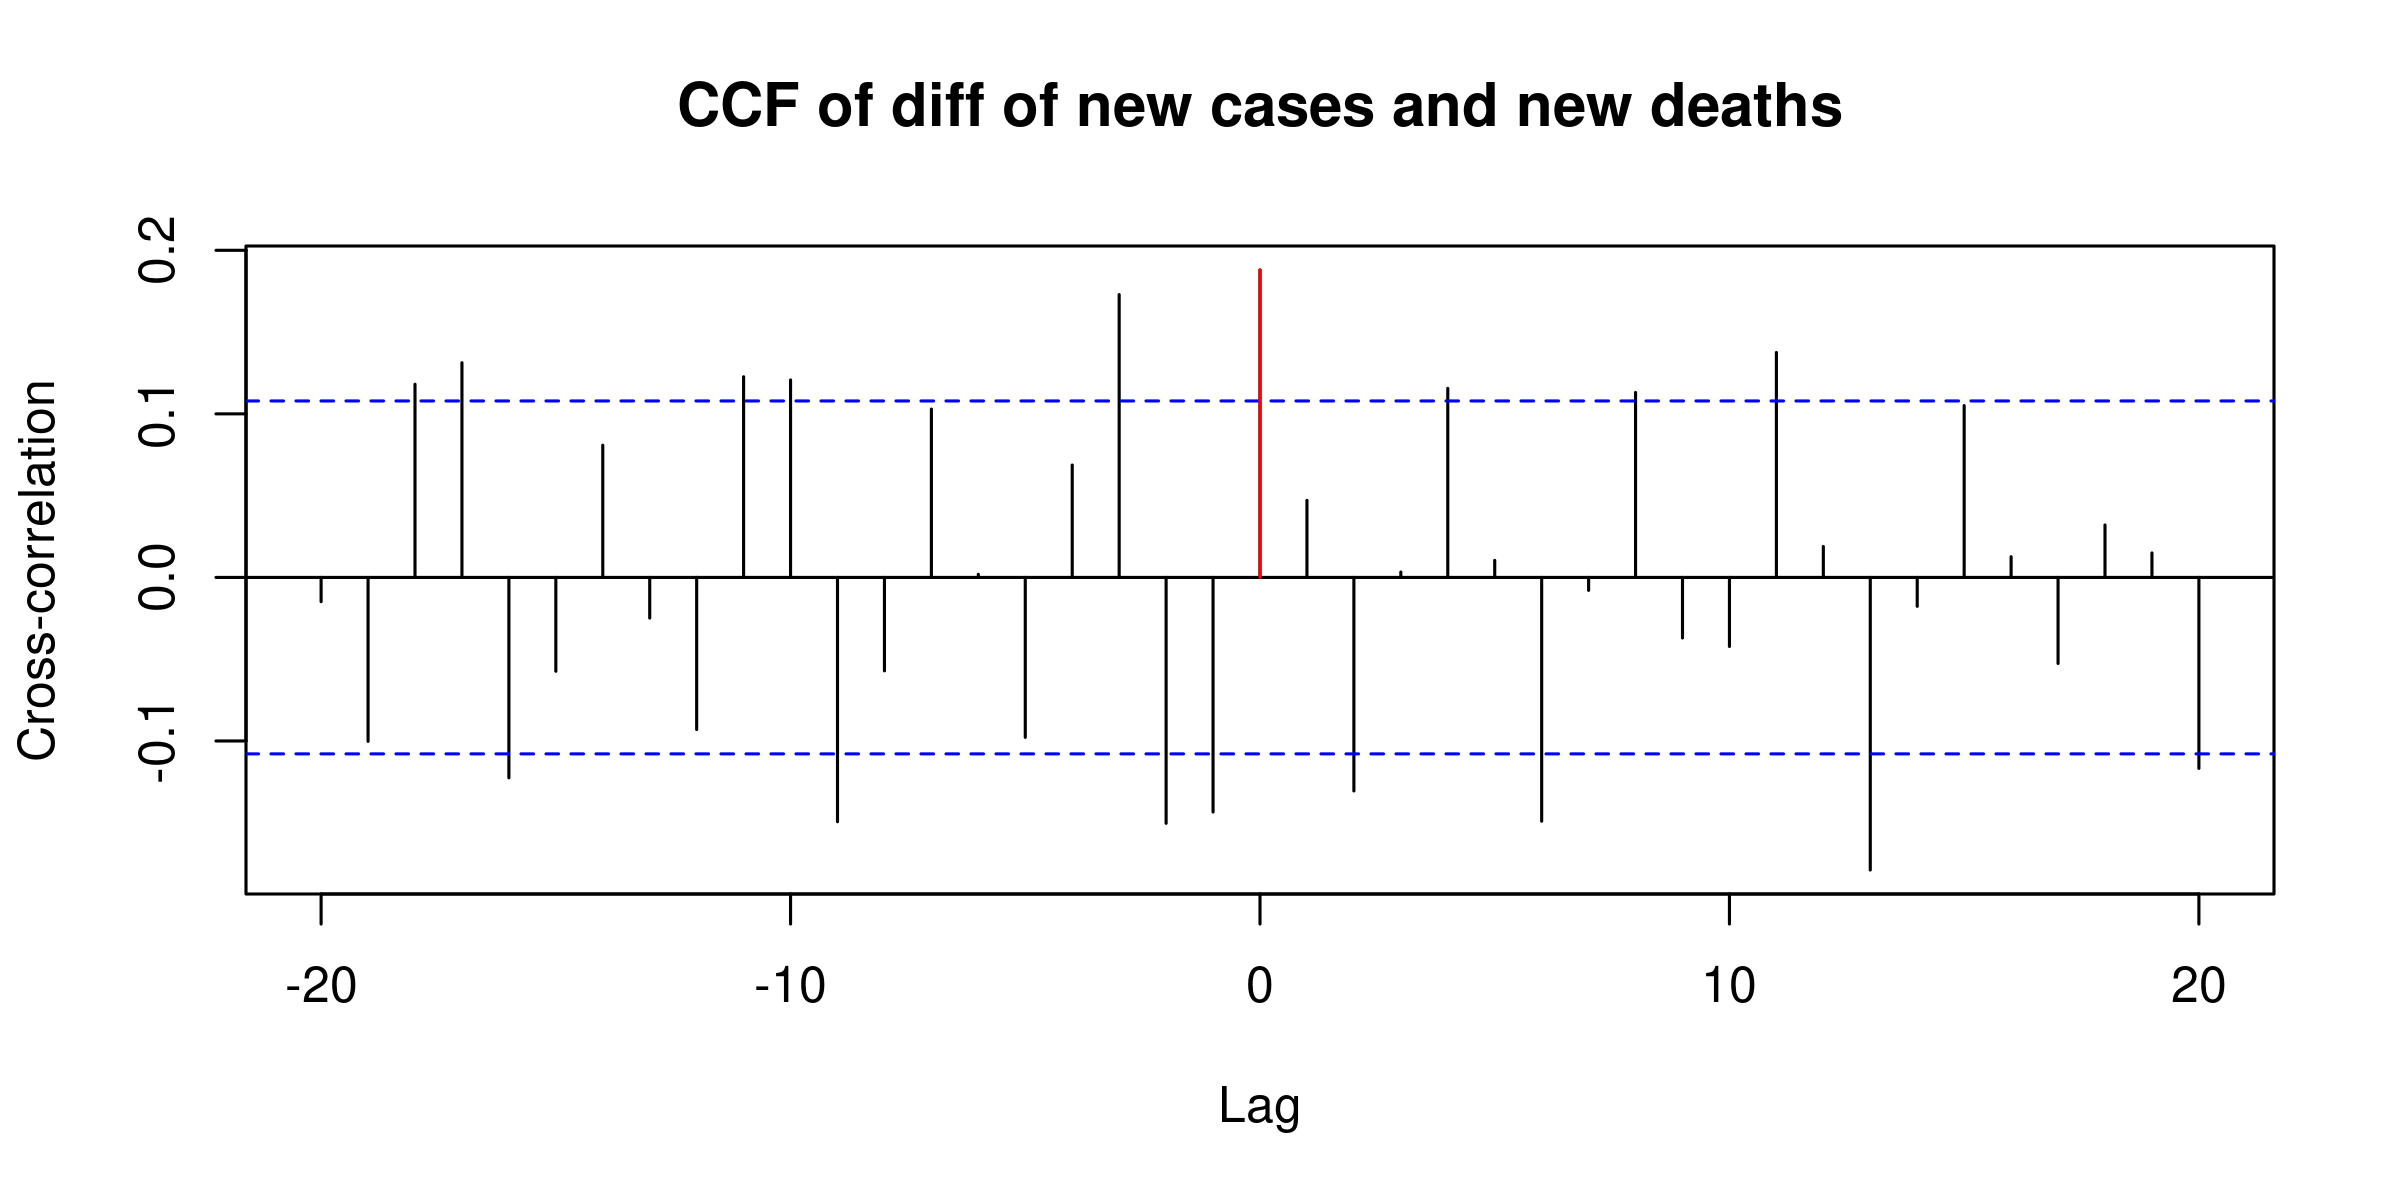 CCF of diff of new cases and new deaths
Cross-correlation
0.2
0.1
0.0
-0.1
-20 -10 0 10 20
Lag